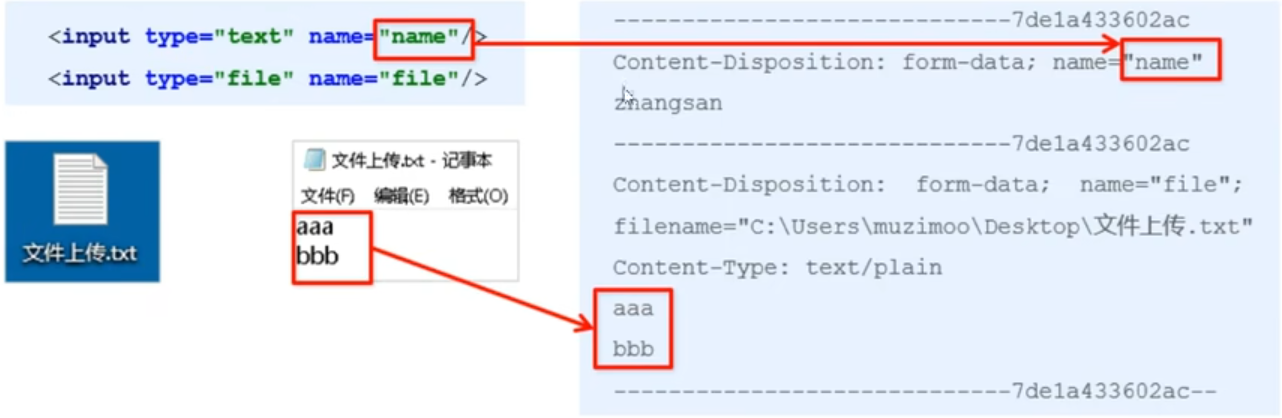 <input type="text" name="name"/>
<input type="file" name="file"/>
文件上传.txt
文件上传.txt - 记事本
文件(F) 编辑(E) 格式(O)
aaa
bbb
-----------------------------7de1a433602ac
Content-Disposition: form-data; name="name"
zhangsan
-----------------------------7de1a433602ac
Content-Disposition: form-data; name="file";
filename="C:\Users\muzimoo\Desktop\文件上传.txt"
Content-Type: text/plain
aaa
bbb
-----------------------------7de1a433602ac--